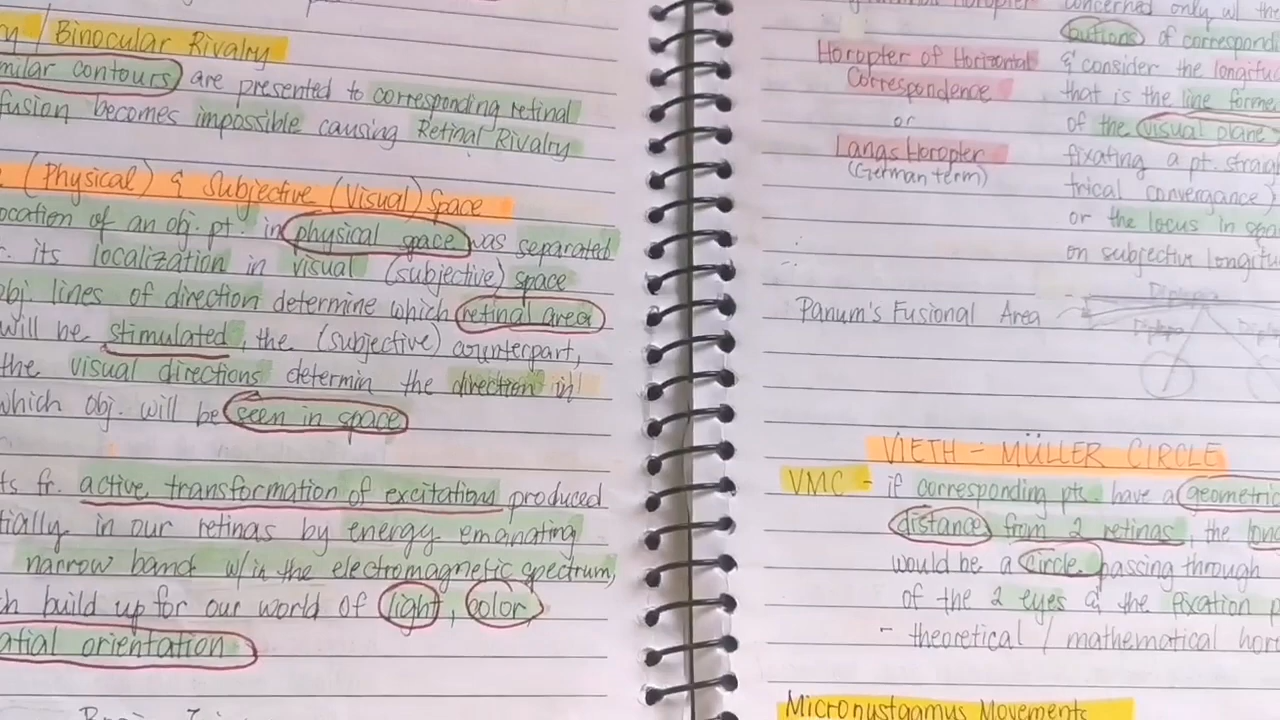 y / Binocular Rivalry
milar contours) are presented to corresponding retinal
fusion becomes impossible causing Retinal Rivalry
(Physical) & Subjective (Visual) Space
ocation of an obj. pt. in physical space was separated
its localization in visual (subjective) space
obj. lines of direction determine which retinal area
will be stimulated, the (subjective) counterpart,
the visual directions determin the direction in
which obj. will be seen in space
ts fr. active transformation of excitation produced
tially in our retinas by energy emanating
narrow band w/in the electromagnetic spectrum,
h build up for our world of light, color,
atial orientation
Horopter
concerned only w/ the
of correspond
Horopter of Horizontal
& consider the longitu
Correspondence
that is the line forme
or
of the visual plane
Langs Horopter
fixating a pt. straig
(German term)
trical convergence)
or the locus in spa
on subjective longitu
Panum's Fusional Area
Diplopia
VIETH - MÜLLER CIRCLE
VMC - if corresponding pts. have a geometric
distance from 2 retinas, the lon
would be a circle passing through
of the 2 eyes & the fixation p
- theoretical / mathematical horo
Micronystagmus Movements